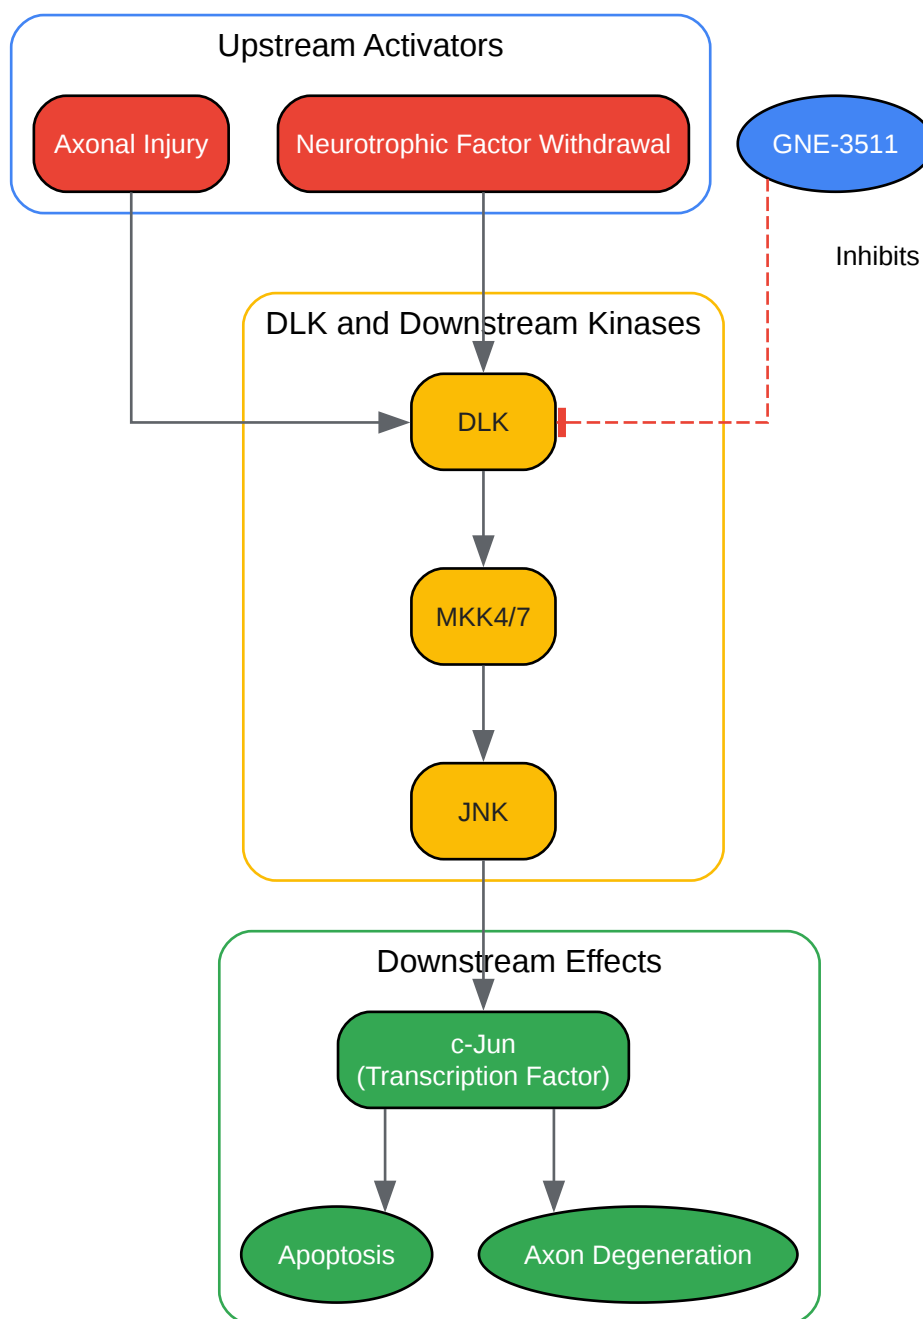 Upstream Activators
Axonal Injury
Neurotrophic Factor Withdrawal
GNE-3511
Inhibits
DLK and Downstream Kinases
DLK
MKK4/7
JNK
Downstream Effects
c-Jun
(Transcription Factor)
Apoptosis
Axon Degeneration